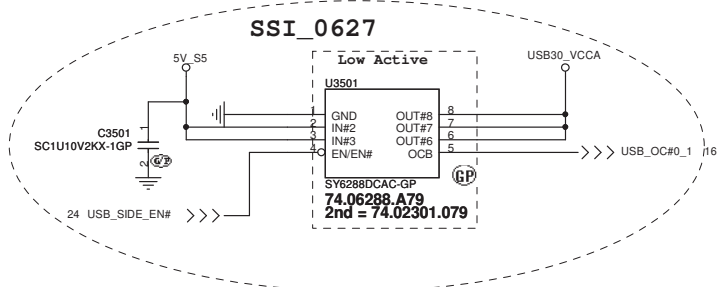 SSI_0627
5V_S5
Low Active
USB30_VCCA
U3501
1 GND OUT#8 8
2 IN#2 OUT#7 7
3 IN#3 OUT#6 6
4 EN/EN# OCB 5
C3501
SC1U10V2KX-1GP
1
2
G/P
USB_OC#0_1 16
SY6288DCAC-GP
GP
74.06288.A79
2nd = 74.02301.079
24 USB_SIDE_EN#